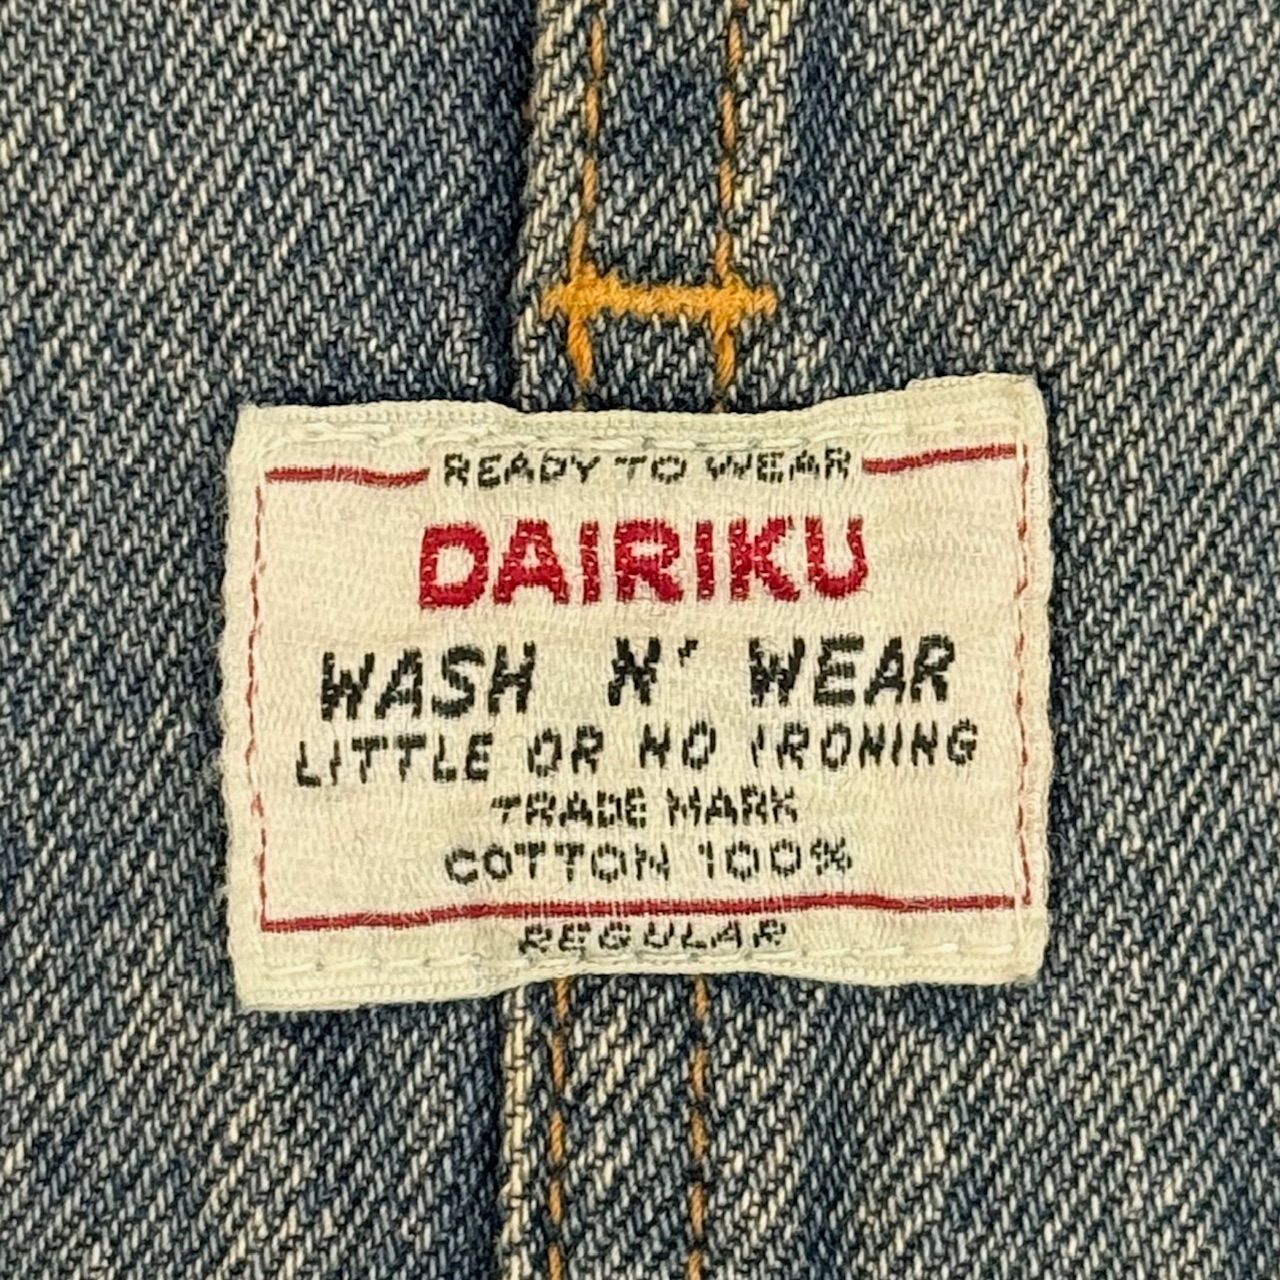 READY TO WEAR
DAIRIKU
WASH N' WEAR
LITTLE OR NO IRONING
TRADE MARK
COTTON 100%
REGULAR